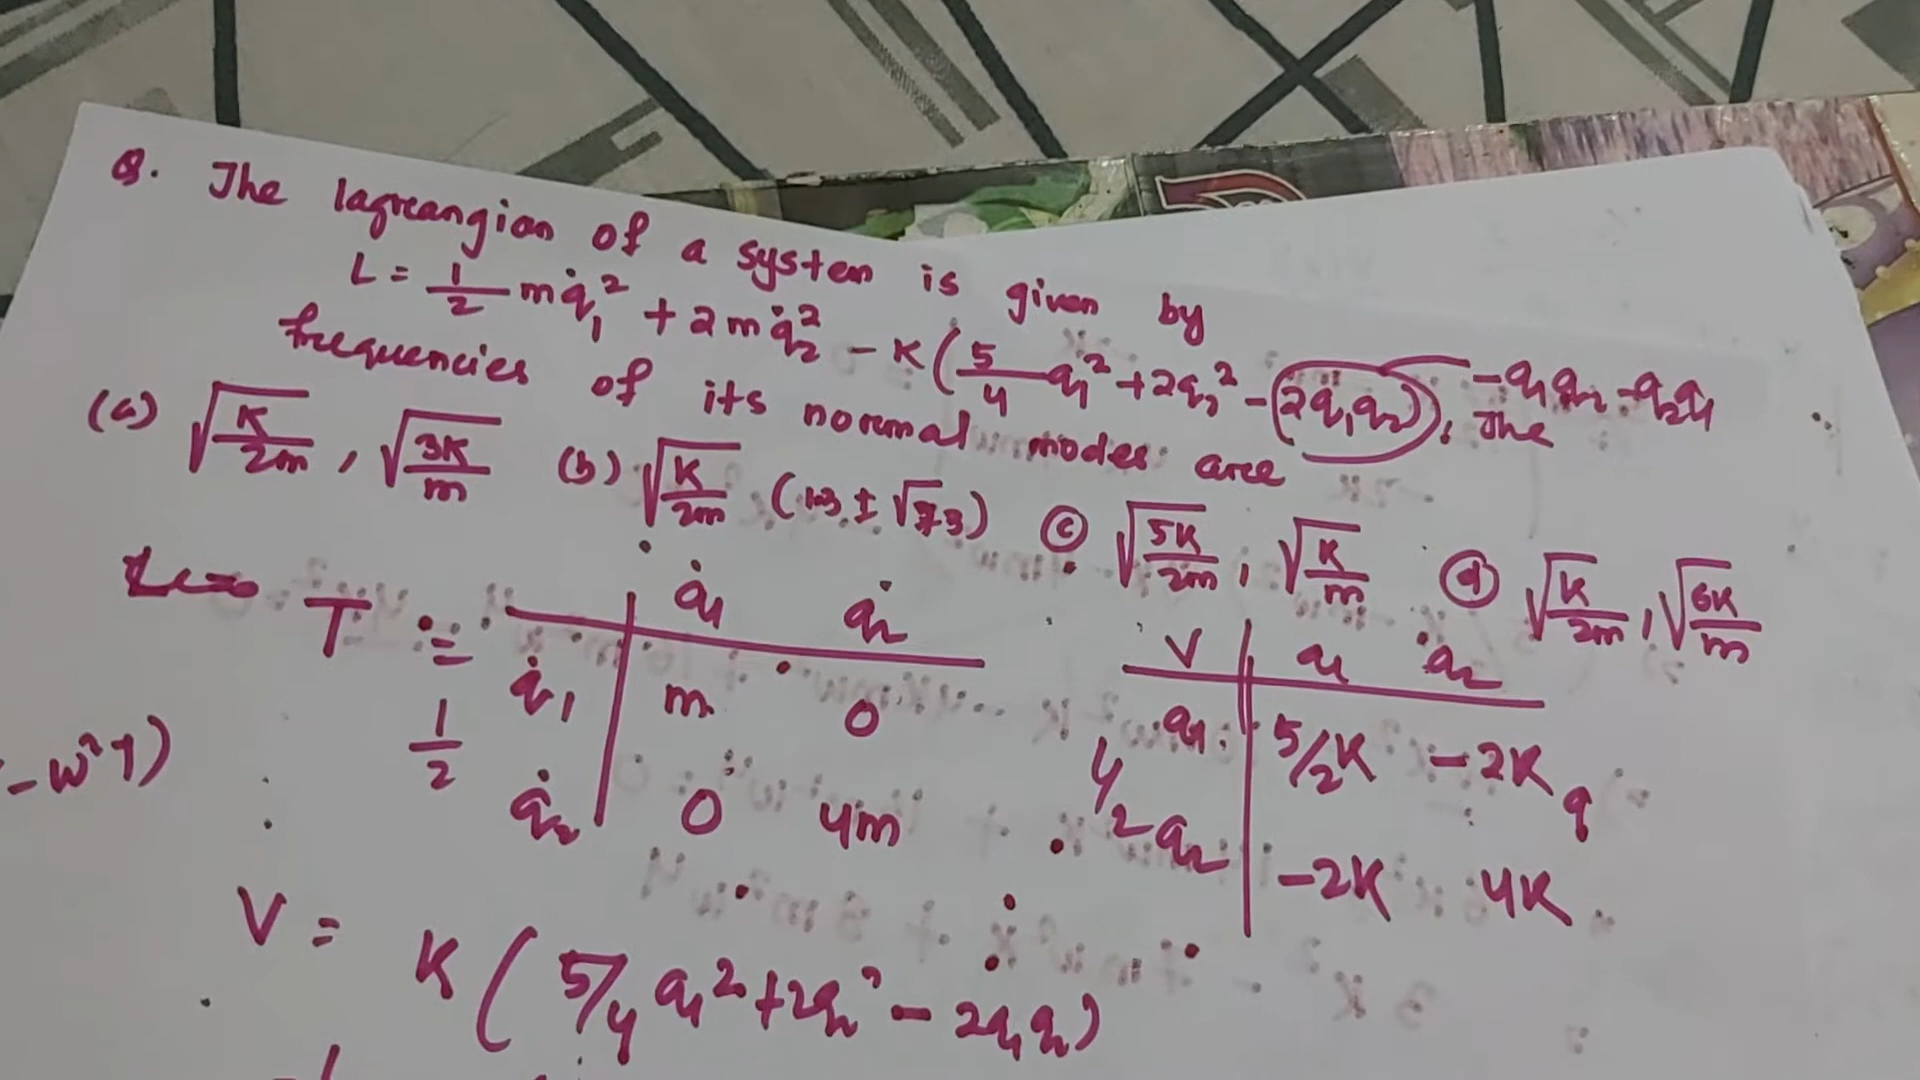 Q. The lagreangian of a system is given by
L = 1/2 mq̇₁² + 2mq̇₂² - K(5/4 q₁² + 2q₂² - (2q₁q₂)). The
-q₁q₂ -q₂q₁
frequencies of its normal modes are
(a) √(K/2m), √(3K/m) (b) √(K/2m) (13 ± √73) (c) √(5K/2m), √(K/m) (d) √(K/2m), √(6K/m)
T = q̇₁ q̇₂ V q₁ q₂
1/2 q̇₁ m 0 q₁ 5/2K -2K
q̇₂ 0 4m 1/2 q₂ -2K 4K
-ω²T)
V = K(5/4 q₁² + 2q₂² - 2q₁q₂)